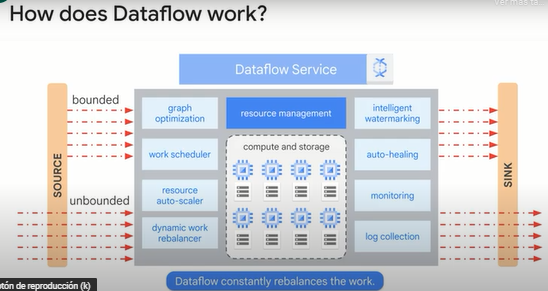 How does Dataflow work?
Dataflow Service
bounded
unbounded
SOURCE
graph
optimization
work scheduler
resource
auto-scaler
dynamic work
rebalancer
resource management
compute and storage
intelligent
watermarking
auto-healing
monitoring
log collection
SINK
Dataflow constantly rebalances the work.
otón de reproducción (k)